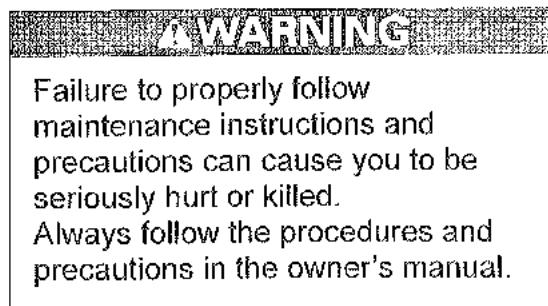 ⚠WARNING
Failure to properly follow
maintenance instructions and
precautions can cause you to be
seriously hurt or killed.
Always follow the procedures and
precautions in the owner's manual.